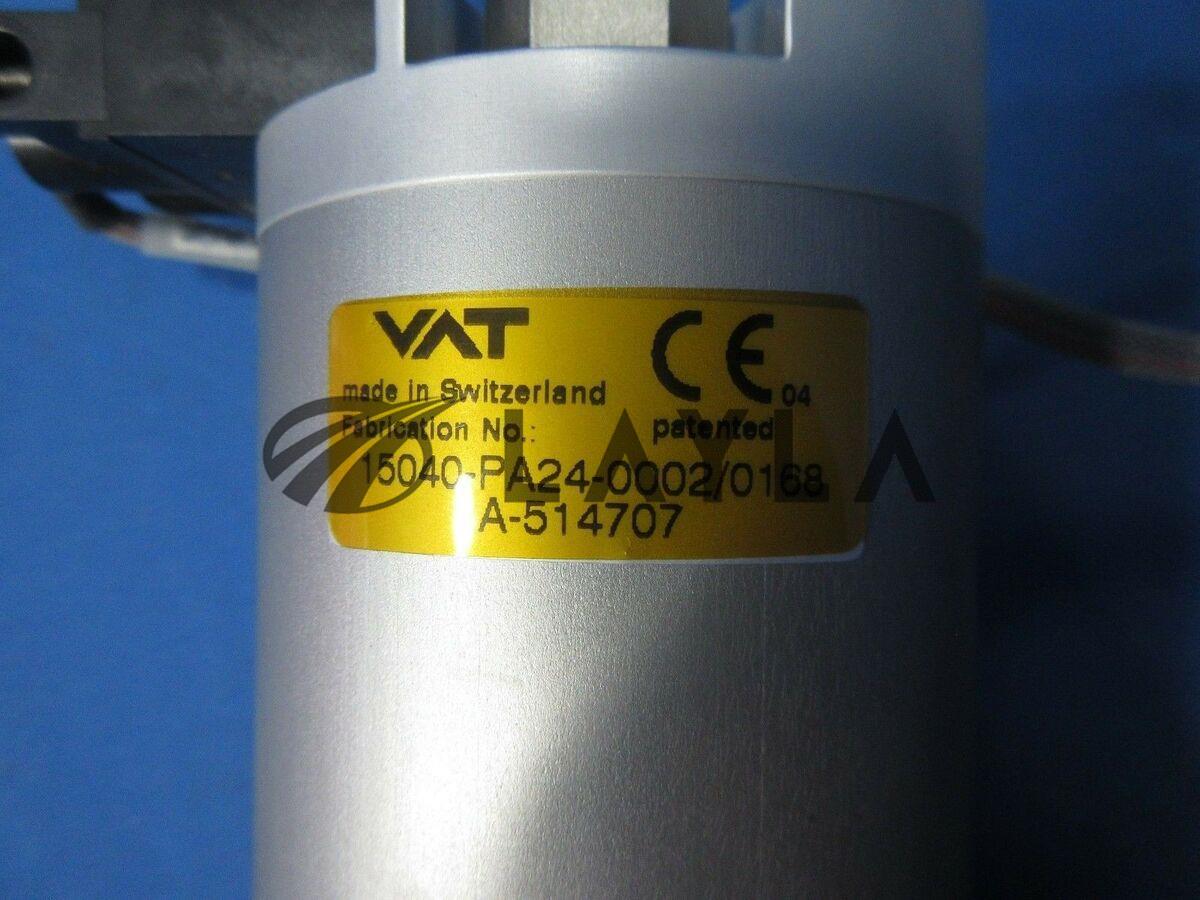 VAT CE 04
made in Switzerland
Fabrication No.: patented
15040-PA24-0002/0168
A-514707
LAYLA